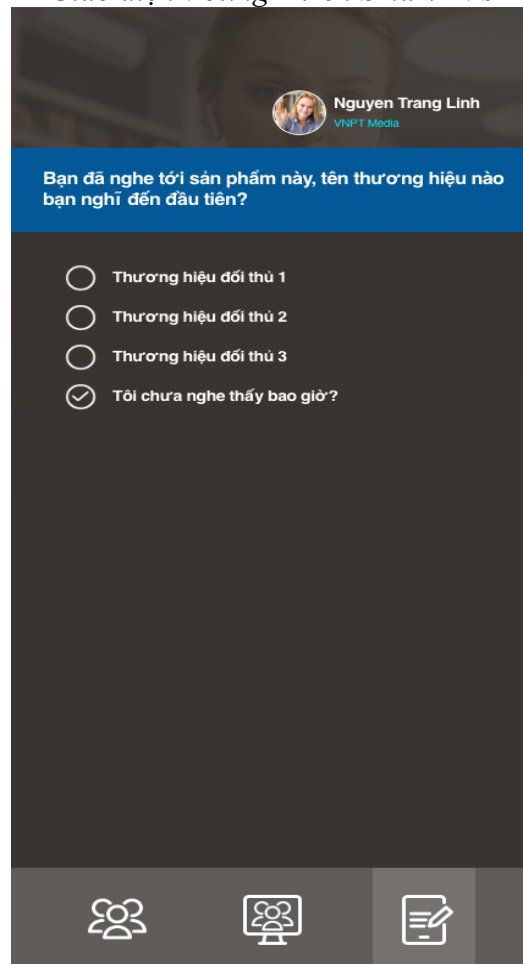 Nguyen Trang Linh
VNPT Media
Bạn đã nghe tới sản phẩm này, tên thương hiệu nào
bạn nghĩ đến đầu tiên?
Thương hiệu đối thủ 1
Thương hiệu đối thủ 2
Thương hiệu đối thủ 3
Tôi chưa nghe thấy bao giờ?